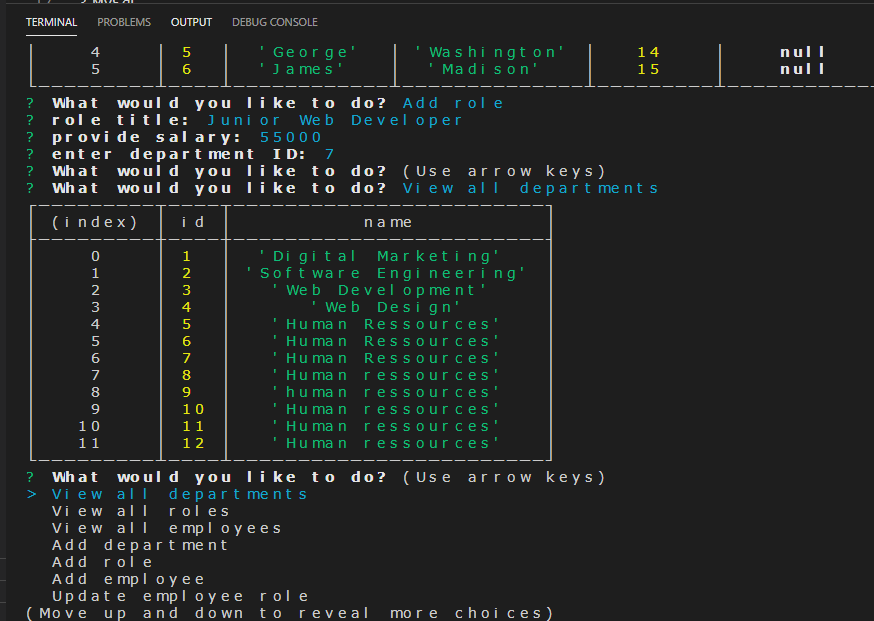 TERMINAL PROBLEMS OUTPUT DEBUG CONSOLE
4 5 'George' 'Washington' 14 null
5 6 'James' 'Madison' 15 null
? What would you like to do? Add role
? role title: Junior Web Developer
? provide salary: 55000
? enter department ID: 7
? What would you like to do? (Use arrow keys)
? What would you like to do? View all departments
(index) id name
0 1 'Digital Marketing'
1 2 'Software Engineering'
2 3 'Web Development'
3 4 'Web Design'
4 5 'Human Ressources'
5 6 'Human Ressources'
6 7 'Human Ressources'
7 8 'Human ressources'
8 9 'human ressources'
9 10 'Human ressources'
10 11 'Human ressources'
11 12 'Human ressources'
? What would you like to do? (Use arrow keys)
> View all departments
View all roles
View all employees
Add department
Add role
Add employee
Update employee role
(Move up and down to reveal more choices)